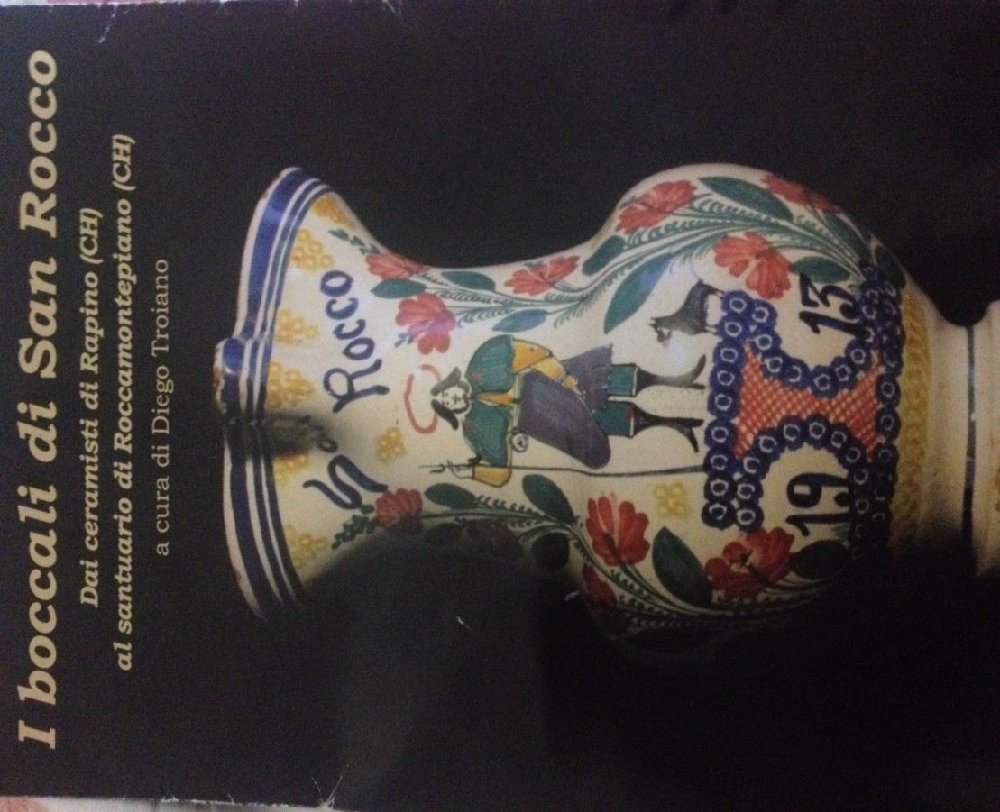 I boccali di San Rocco
Dai ceramisti di Rapino (CH)
al santuario di Roccamontepiano (CH)
a cura di Diego Troiano
S. Rocco
19 13